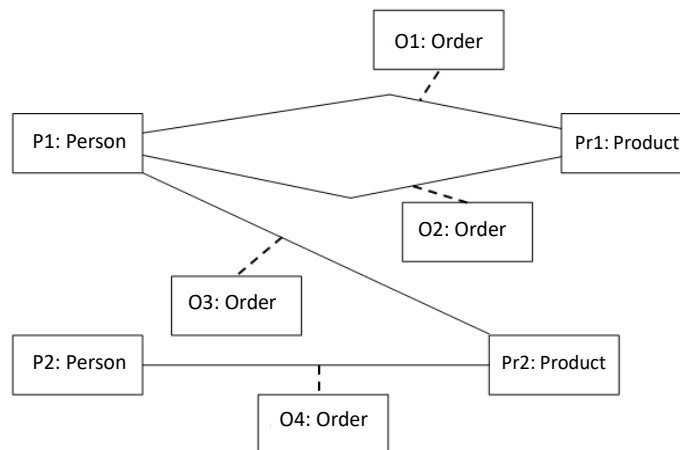 O1: Order
P1: Person
Pr1: Product
O2: Order
O3: Order
P2: Person
Pr2: Product
O4: Order